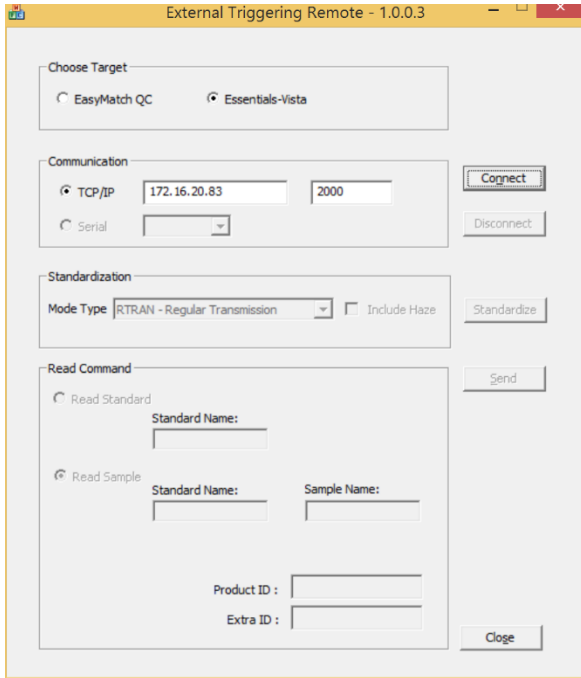 External Triggering Remote - 1.0.0.3
Choose Target
EasyMatch QC Essentials-Vista
Communication
TCP/IP 172.16.20.83 2000 Connect
Serial Disconnect
Standardization
Mode Type RTRAN - Regular Transmission Include Haze Standardize
Read Command
Send
Read Standard
Standard Name:
Read Sample
Standard Name: Sample Name:
Product ID :
Extra ID :
Close